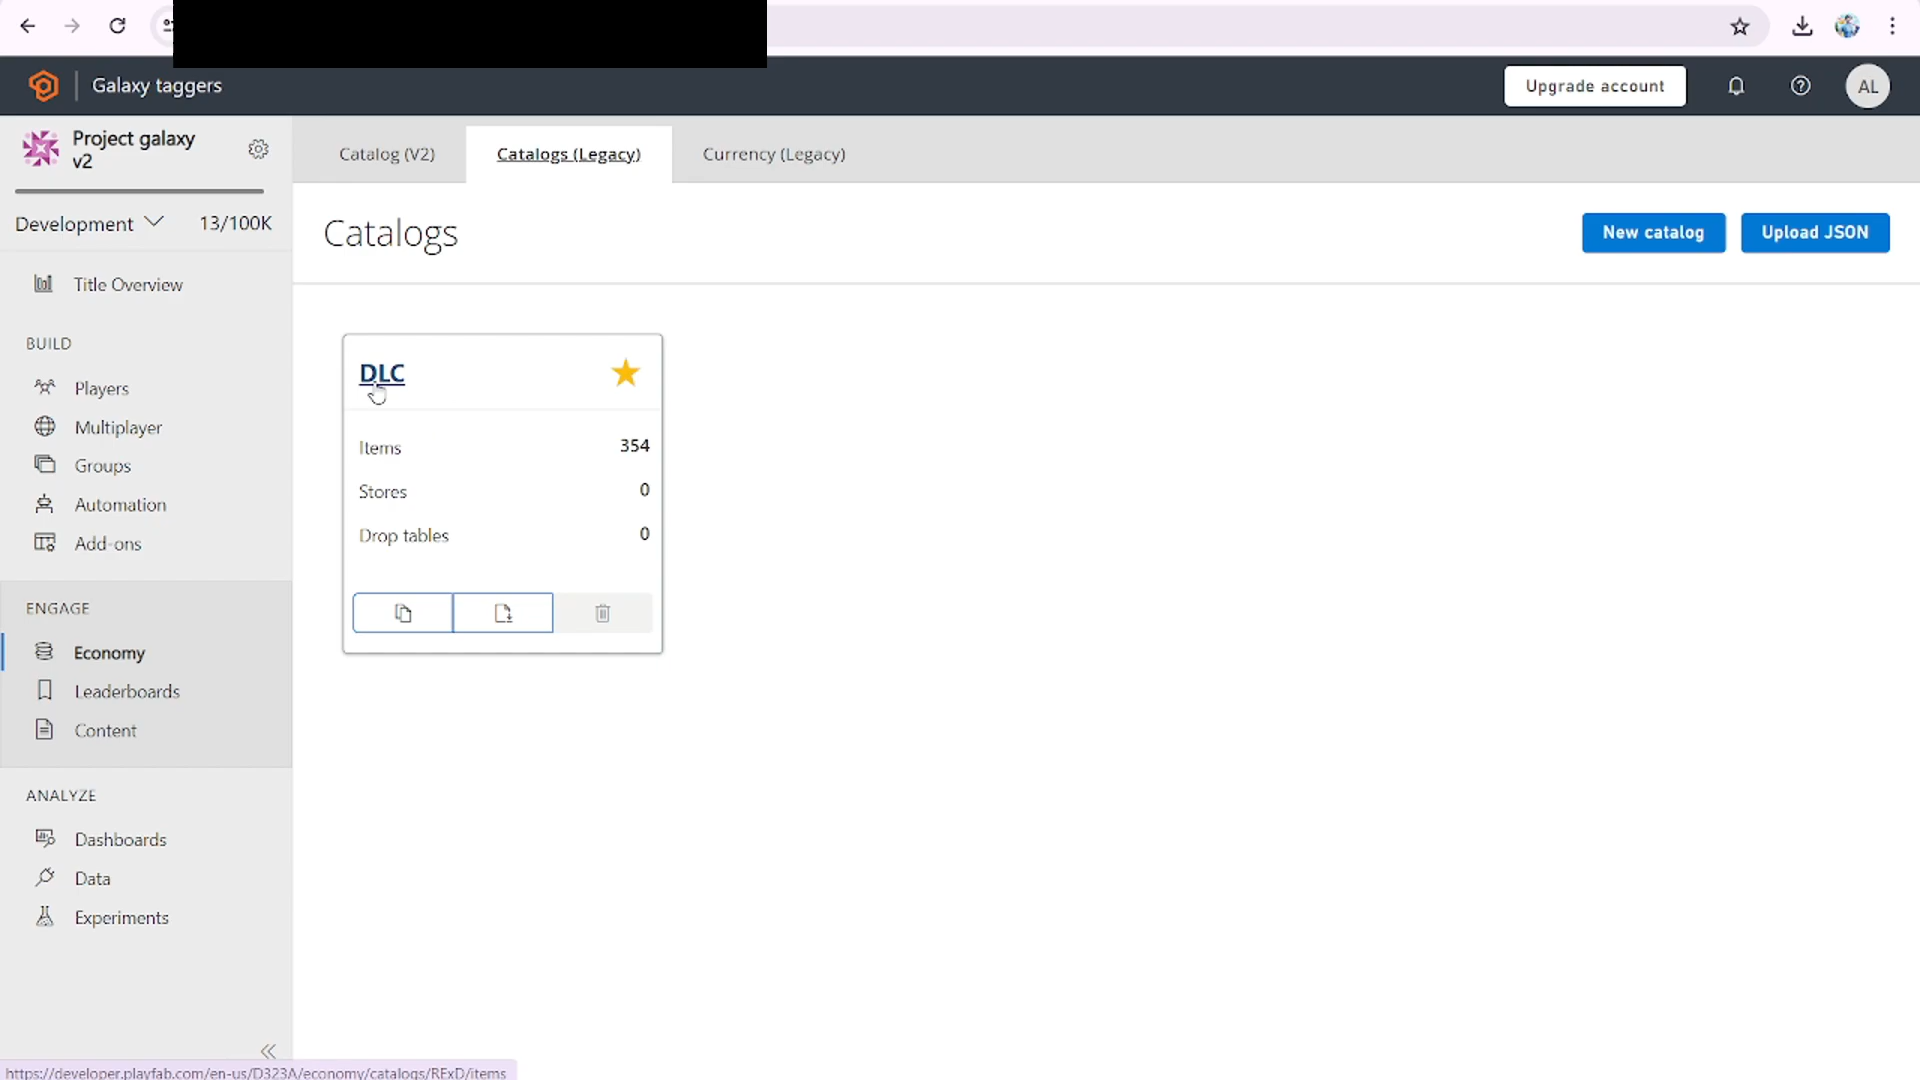 Galaxy taggers
Upgrade account
AL
Project galaxy
v2
Development
13/100K
Title Overview
BUILD
Players
Multiplayer
Groups
Automation
Add-ons
ENGAGE
Economy
Leaderboards
Content
ANALYZE
Dashboards
Data
Experiments
Catalog (V2)
Catalogs (Legacy)
Currency (Legacy)
Catalogs
New catalog
Upload JSON
DLC
Items 354
Stores 0
Drop tables 0
https://developer.playfab.com/en-us/D323A/economy/catalogs/RExD/items